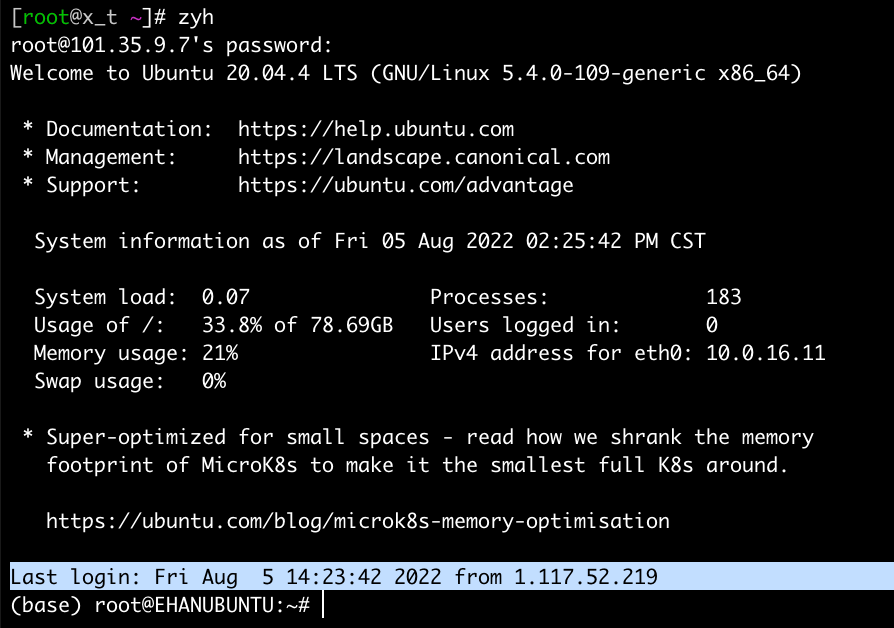 [root@x_t ~]# zyh
root@101.35.9.7's password:
Welcome to Ubuntu 20.04.4 LTS (GNU/Linux 5.4.0-109-generic x86_64)
* Documentation:  https://help.ubuntu.com
* Management:     https://landscape.canonical.com
* Support:        https://ubuntu.com/advantage
System information as of Fri 05 Aug 2022 02:25:42 PM CST
System load:  0.07               Processes:             183
Usage of /:   33.8% of 78.69GB   Users logged in:       0
Memory usage: 21%                IPv4 address for eth0: 10.0.16.11
Swap usage:   0%
* Super-optimized for small spaces - read how we shrank the memory
footprint of MicroK8s to make it the smallest full K8s around.
https://ubuntu.com/blog/microk8s-memory-optimisation
Last login: Fri Aug  5 14:23:42 2022 from 1.117.52.219
(base) root@EHANUBUNTU:~#